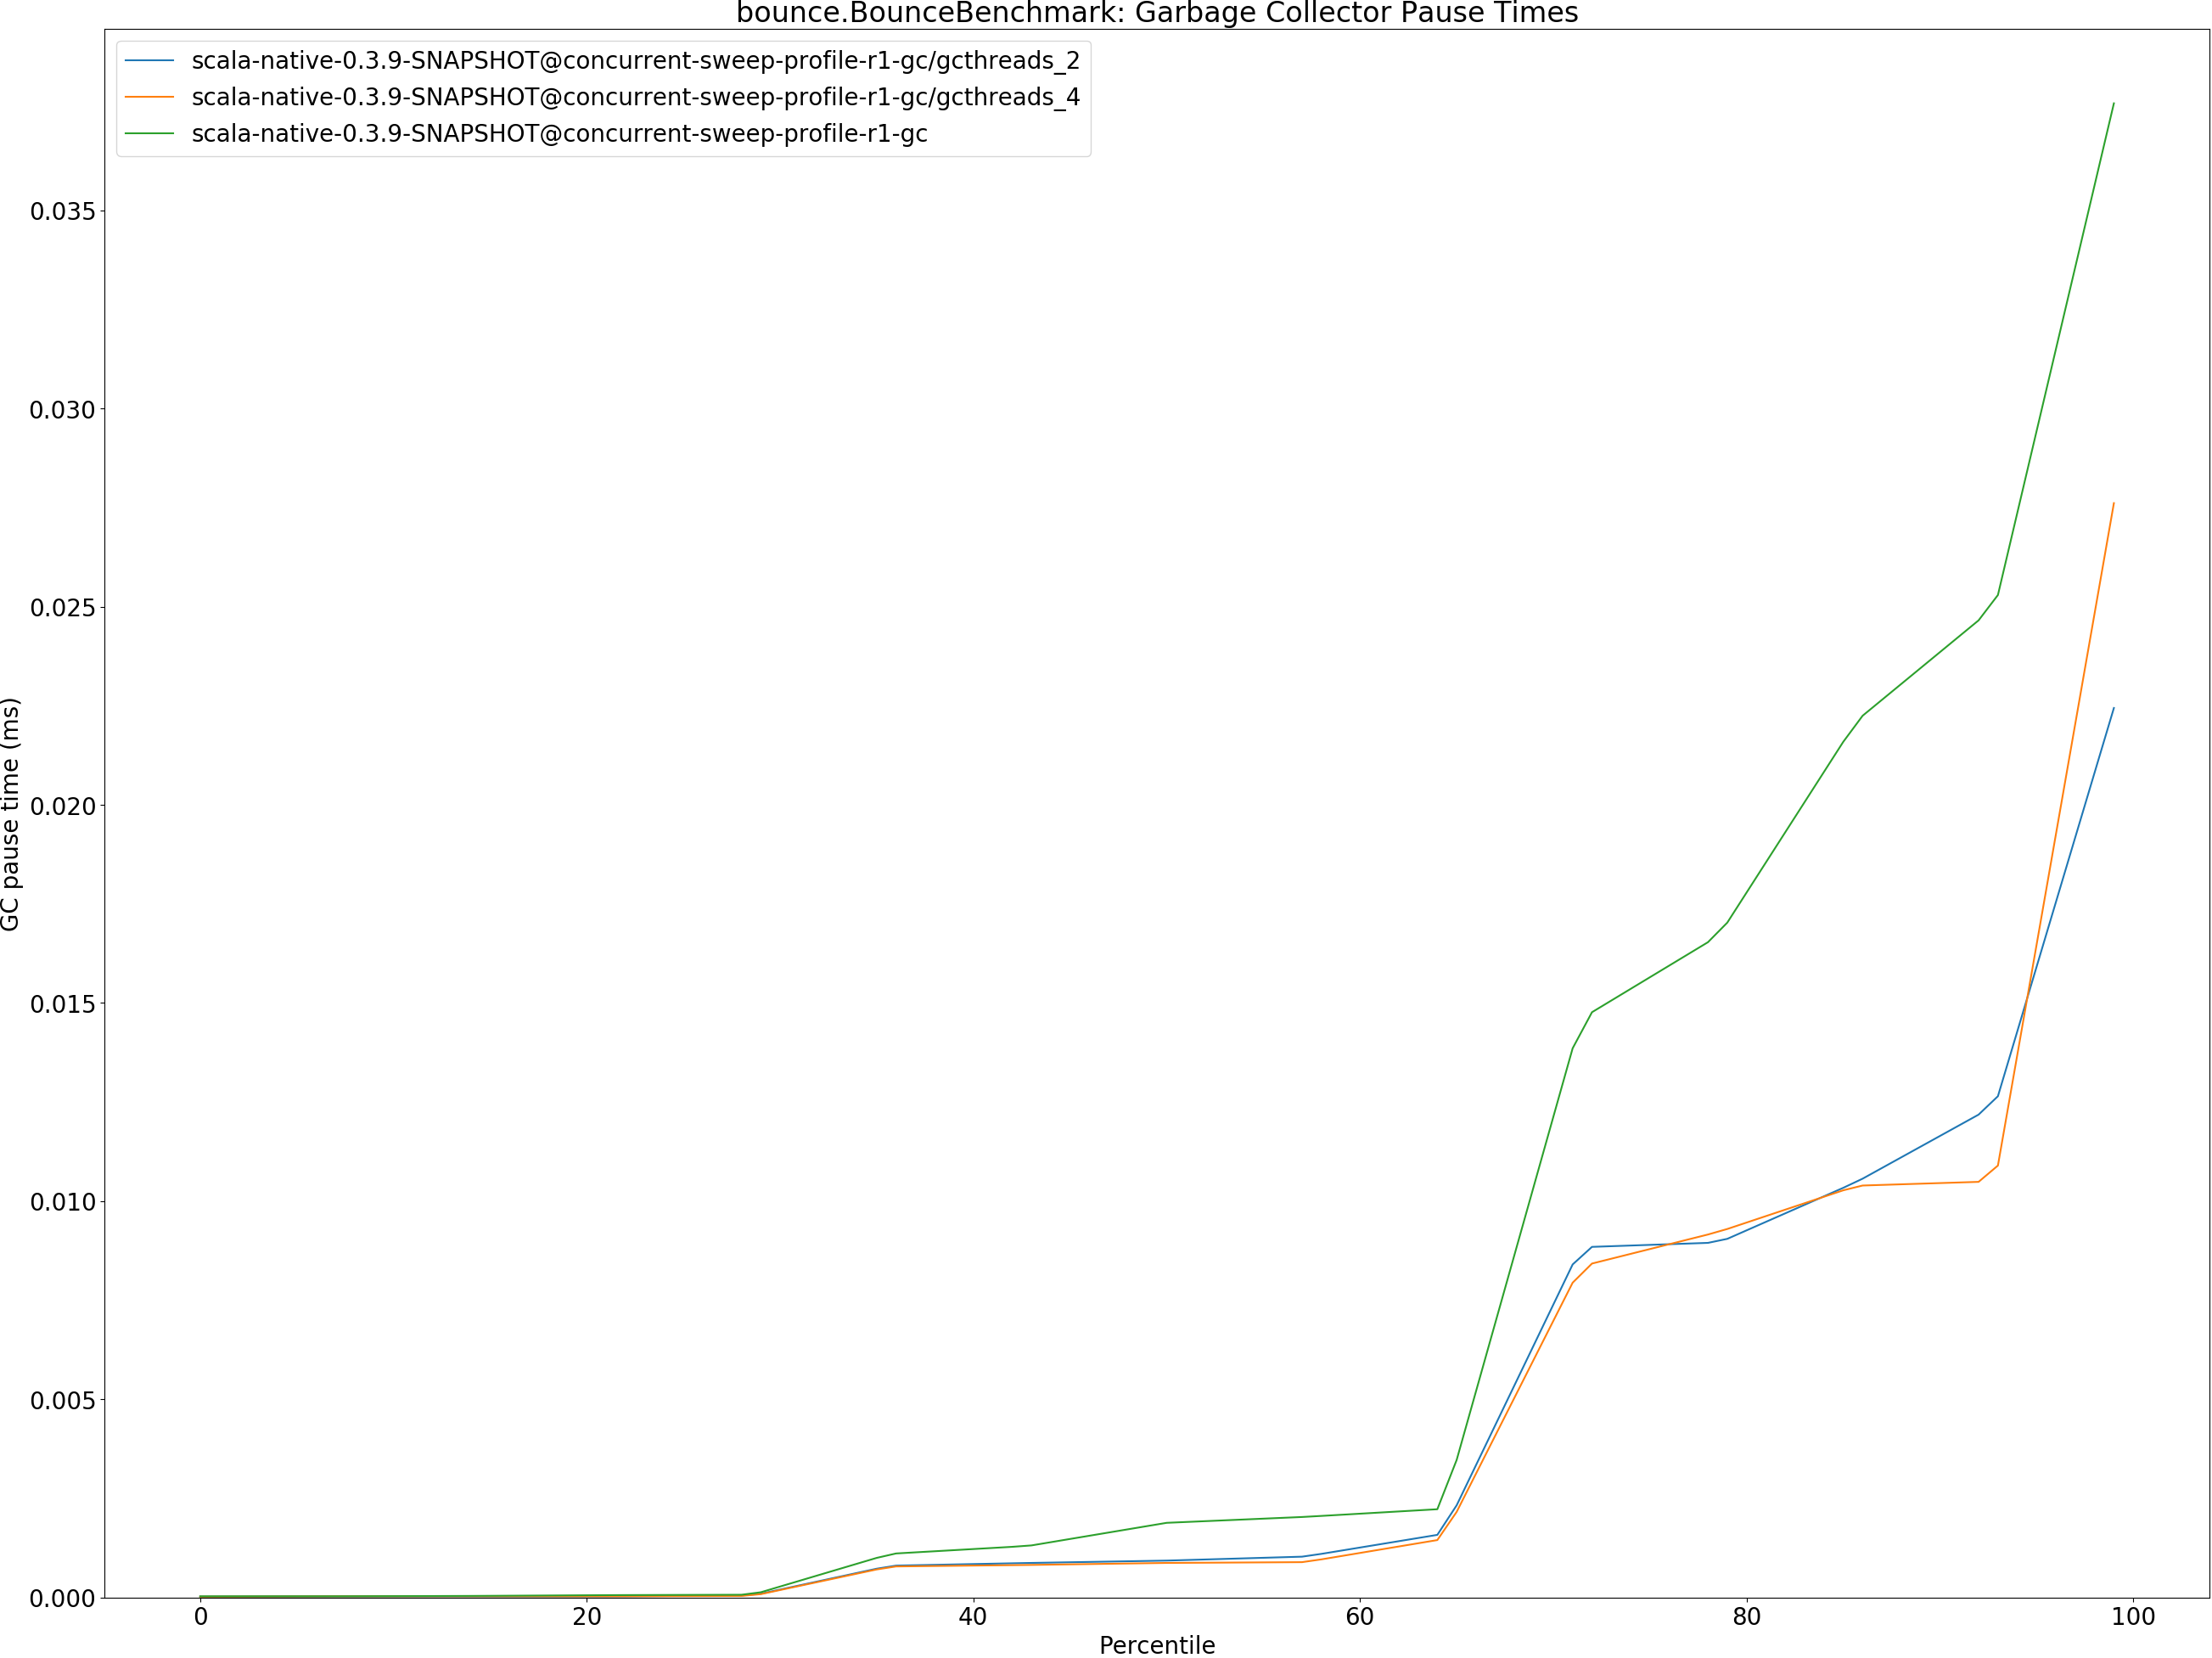 bounce.BounceBenchmark: Garbage Collector Pause Times
scala-native-0.3.9-SNAPSHOT@concurrent-sweep-profile-r1-gc/gcthreads_2
scala-native-0.3.9-SNAPSHOT@concurrent-sweep-profile-r1-gc/gcthreads_4
scala-native-0.3.9-SNAPSHOT@concurrent-sweep-profile-r1-gc
0.035
0.030
0.025
0.020
0.015
0.010
0.005
0.000
GC pause time (ms)
0 20 40 60 80 100
Percentile